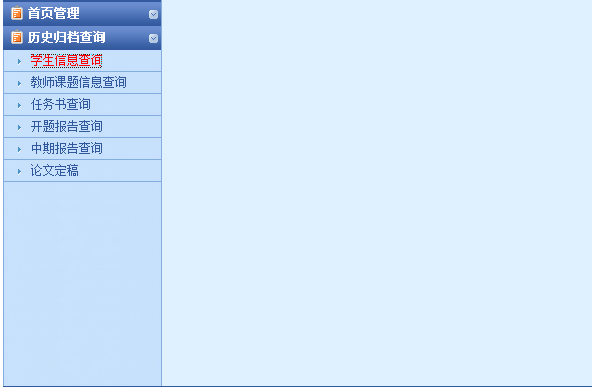 首页管理
历史归档查询
学生信息查询
教师课题信息查询
任务书查询
开题报告查询
中期报告查询
论文定稿